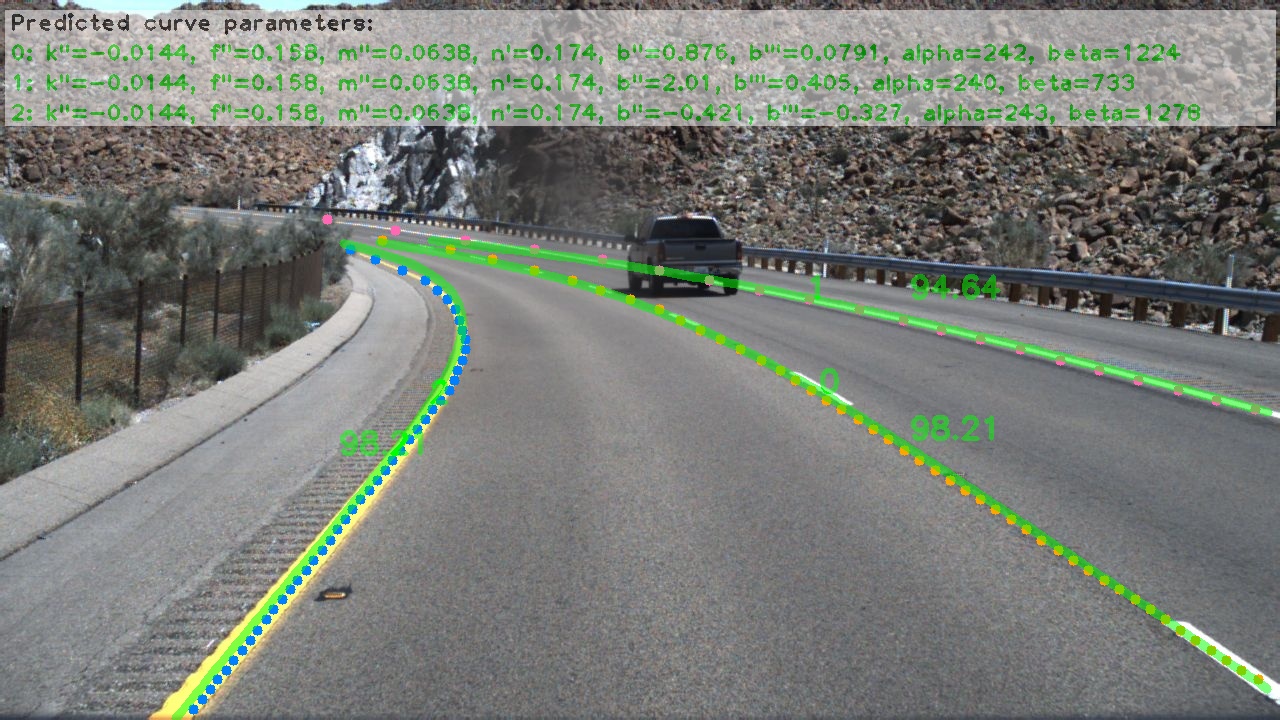 Predicted curve parameters:
0: k''=-0.0144, f''=0.158, m''=0.0638, n'=0.174, b''=0.876, b'''=0.0791, alpha=242, beta=1224
1: k''=-0.0144, f''=0.158, m''=0.0638, n'=0.174, b''=2.01, b'''=0.405, alpha=240, beta=733
2: k''=-0.0144, f''=0.158, m''=0.0638, n'=0.174, b''=-0.421, b'''=-0.327, alpha=243, beta=1278
1 94.64
0
98.21